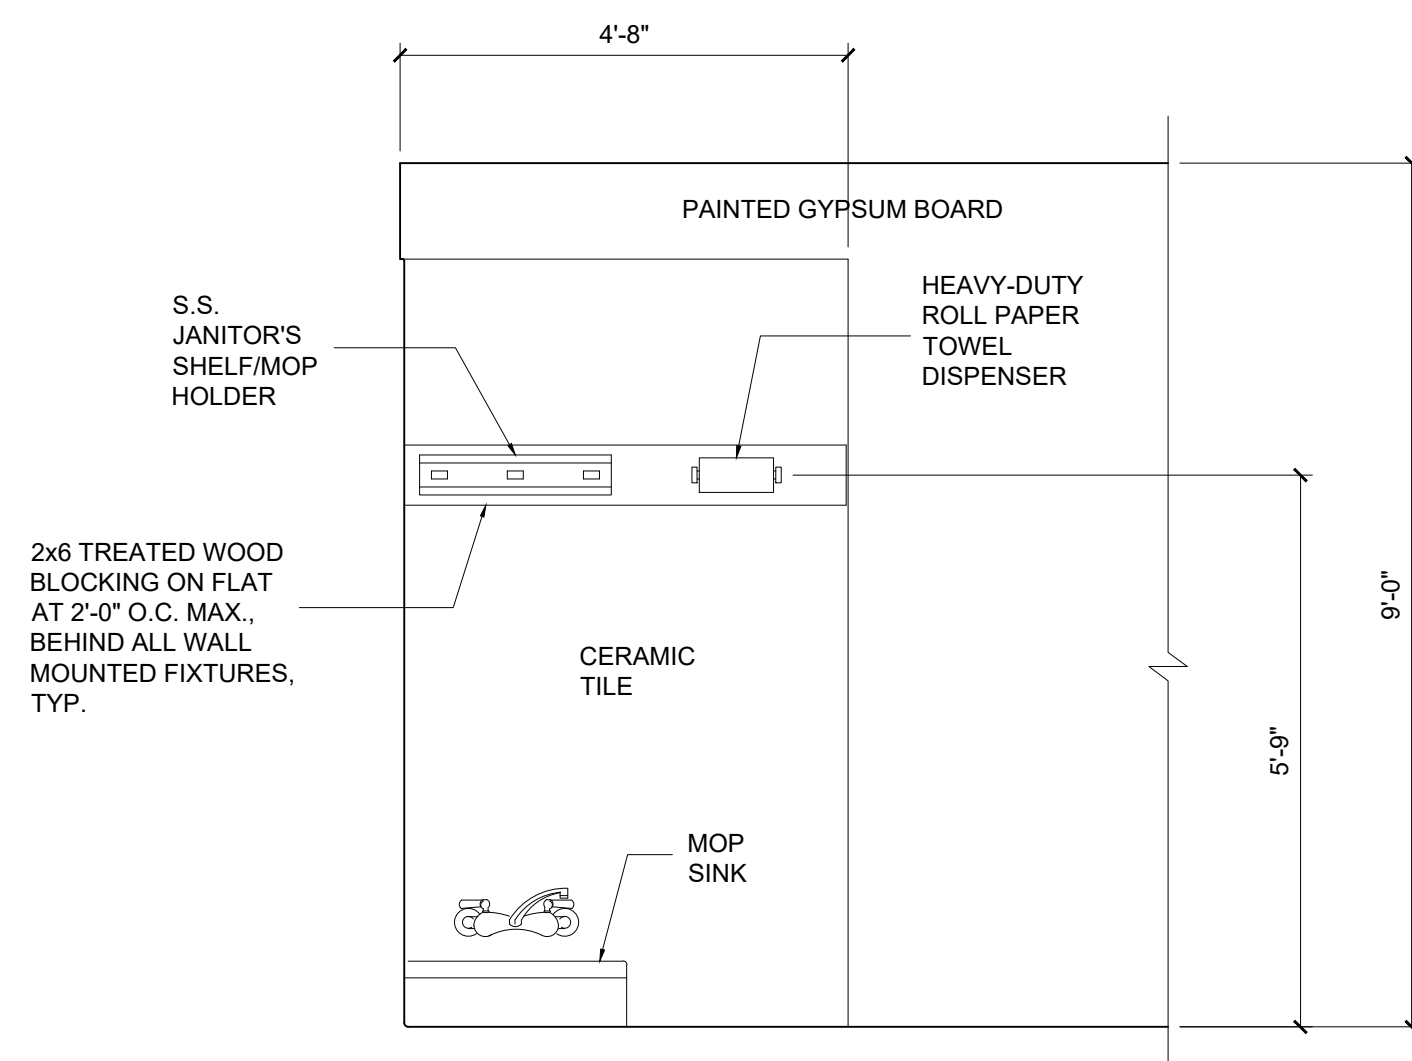 4'-8"
PAINTED GYPSUM BOARD
S.S.
JANITOR'S
SHELF/MOP
HOLDER
HEAVY-DUTY
ROLL PAPER
TOWEL
DISPENSER
2x6 TREATED WOOD
BLOCKING ON FLAT
AT 2'-0" O.C. MAX.,
BEHIND ALL WALL
MOUNTED FIXTURES,
TYP.
CERAMIC
TILE
MOP
SINK
5'-9"
9'-0"